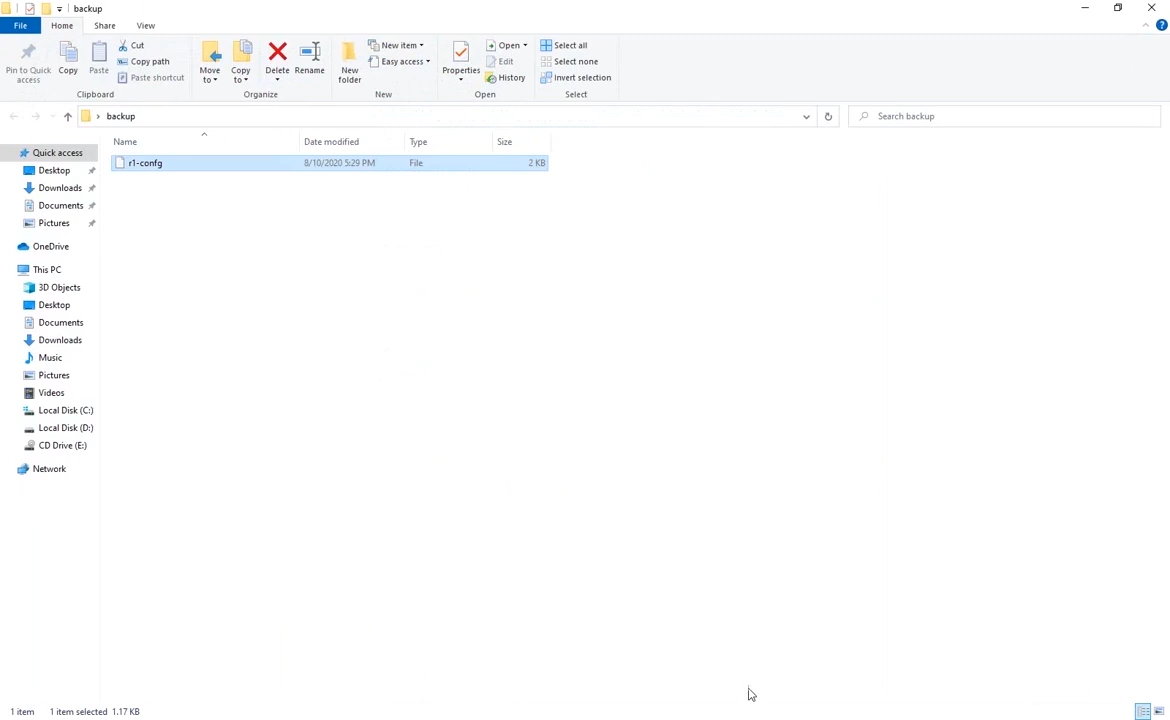 backup
File Home Share View
Pin to Quick access
Copy
Paste
Cut
Copy path
Paste shortcut
Clipboard
Move to
Copy to
Delete
Rename
Organize
New folder
New item
Easy access
New
Properties
Open
Edit
History
Open
Select all
Select none
Invert selection
Select
backup
Search backup
Name Date modified Type Size
r1-confg 8/10/2020 5:29 PM File 2 KB
Quick access
Desktop
Downloads
Documents
Pictures
OneDrive
This PC
3D Objects
Desktop
Documents
Downloads
Music
Pictures
Videos
Local Disk (C:)
Local Disk (D:)
CD Drive (E:)
Network
1 item 1 item selected 1.17 KB